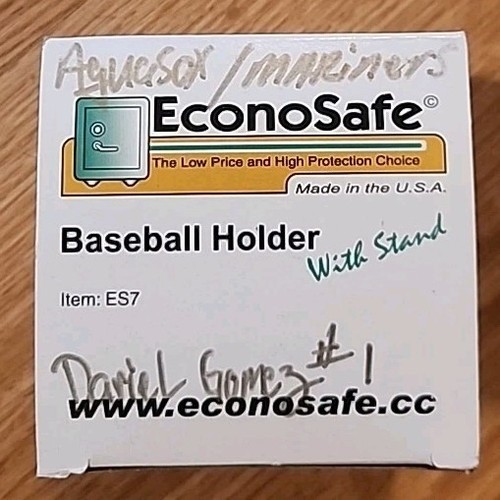 Aquasox / mariners
EconoSafe©
The Low Price and High Protection Choice
Made in the U.S.A.
Baseball Holder
With Stand
Item: ES7
Dariel Gomez #1
www.econosafe.cc